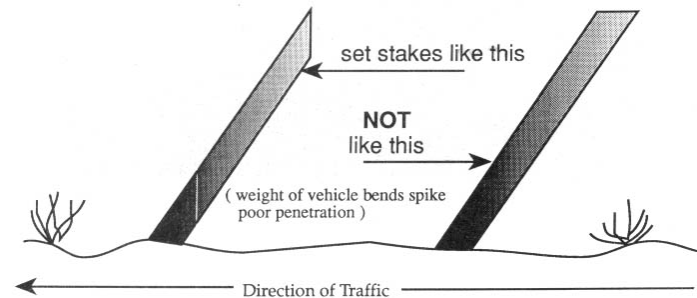 set stakes like this
NOT
like this
( weight of vehicle bends spike
poor penetration )
Direction of Traffic